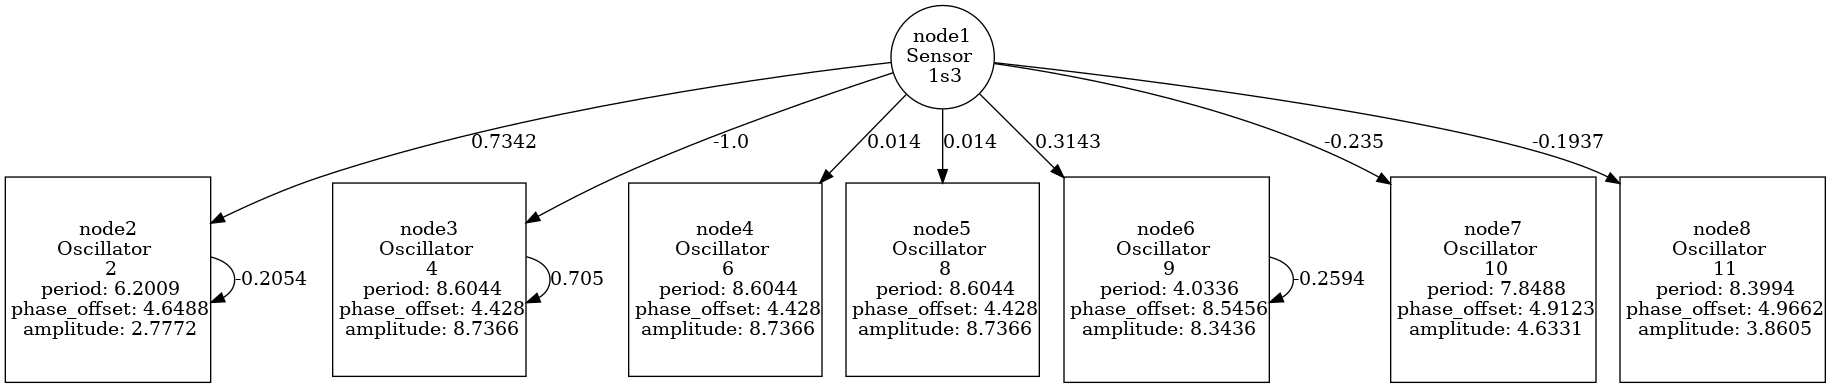 node1
Sensor
1s3
0.7342
-1.0
0.014
0.014
0.3143
-0.235
-0.1937
node2
Oscillator
2
period: 6.2009
phase_offset: 4.6488
amplitude: 2.7772
-0.2054
node3
Oscillator
4
period: 8.6044
phase_offset: 4.428
amplitude: 8.7366
0.705
node4
Oscillator
6
period: 8.6044
phase_offset: 4.428
amplitude: 8.7366
node5
Oscillator
8
period: 8.6044
phase_offset: 4.428
amplitude: 8.7366
node6
Oscillator
9
period: 4.0336
phase_offset: 8.5456
amplitude: 8.3436
-0.2594
node7
Oscillator
10
period: 7.8488
phase_offset: 4.9123
amplitude: 4.6331
node8
Oscillator
11
period: 8.3994
phase_offset: 4.9662
amplitude: 3.8605